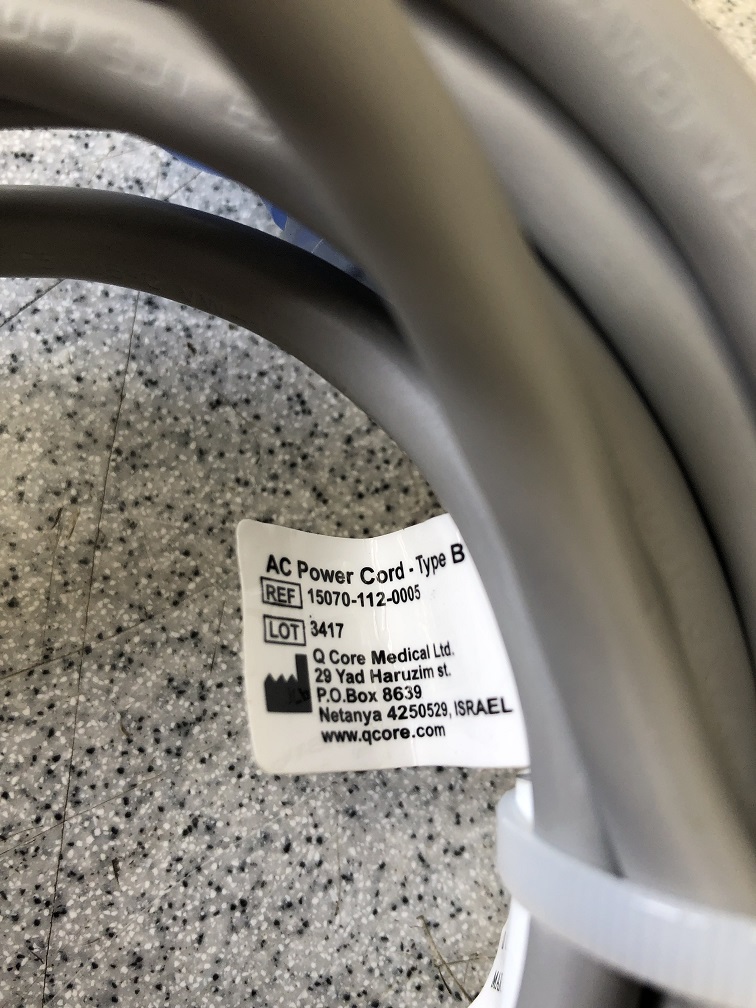 AC Power Cord - Type B
REF 15070-112-0005
LOT 3417
Q Core Medical Ltd.
29 Yad Haruzim st.
P.O.Box 8639
Netanya 4250529, ISRAEL
www.qcore.com